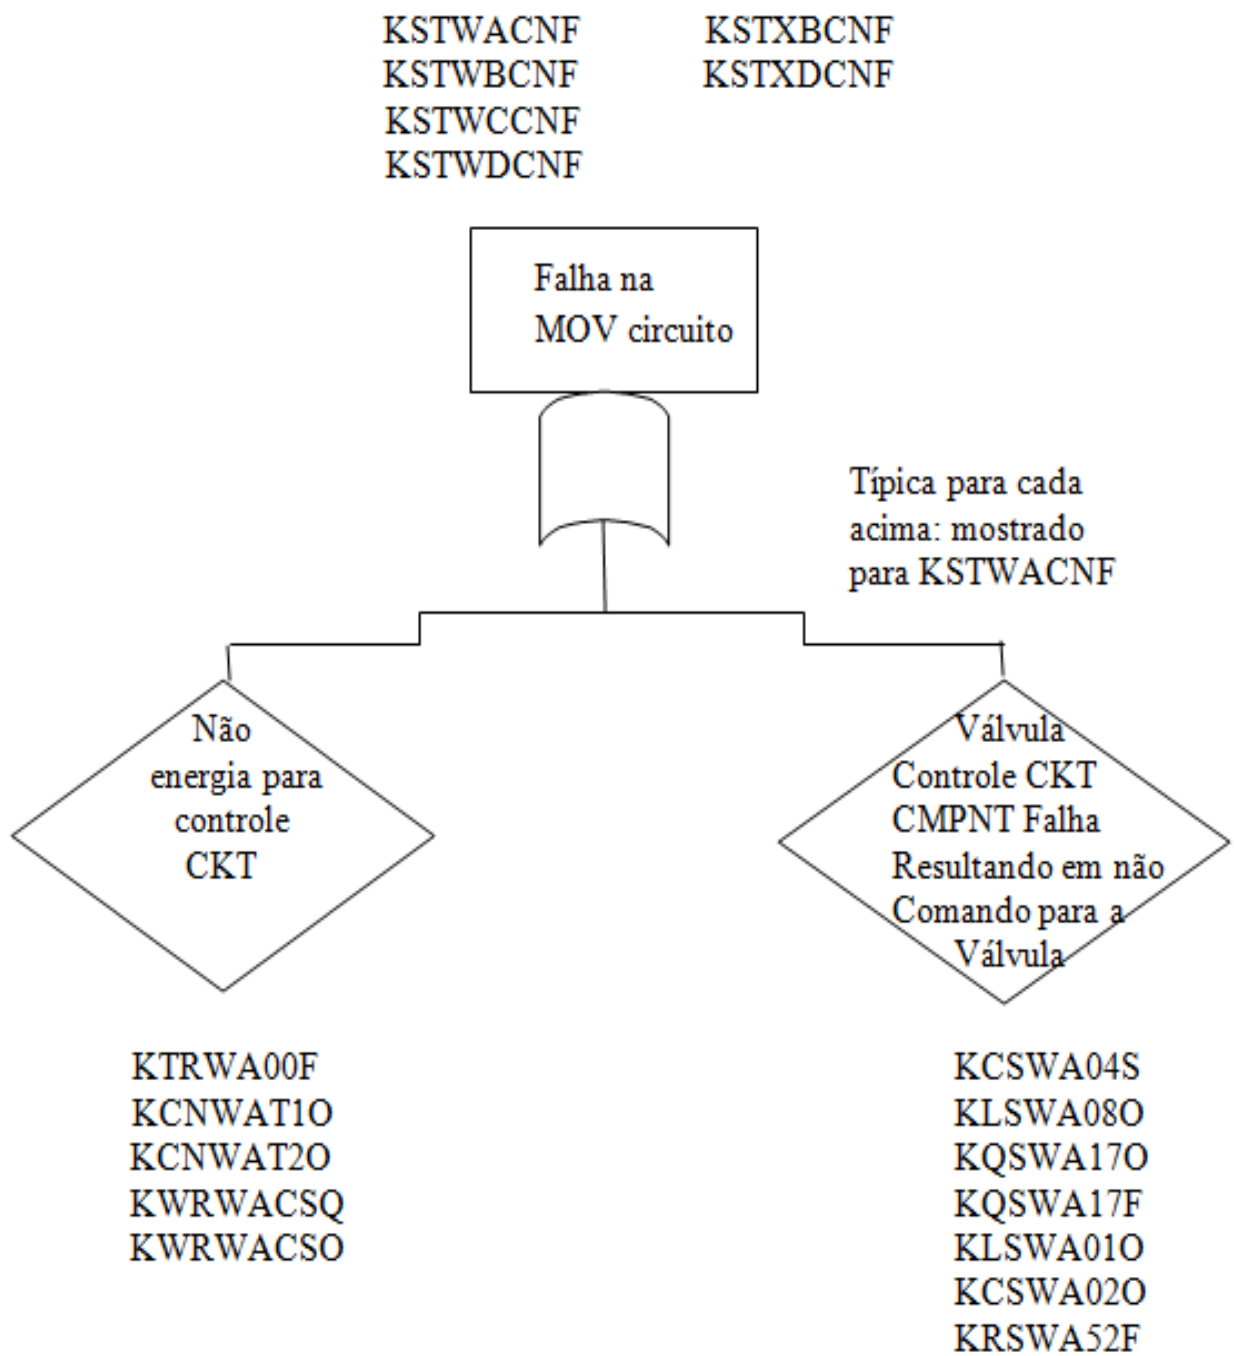 KSTWACNF KSTXBCNF
KSTWBCNF KSTXDCNF
KSTWCCNF
KSTWDCNF
Falha na
MOV circuito
Típica para cada
acima: mostrado
para KSTWACNF
Não
energia para
controle
CKT
Válvula
Controle CKT
CMPNT Falha
Resultando em não
Comando para a
Válvula
KTRWA00F
KCNWAT1O
KCNWAT2O
KWRWACSQ
KWRWACSO
KCSWA04S
KLSWA08O
KQSWA17O
KQSWA17F
KLSWA01O
KCSWA02O
KRSWA52F